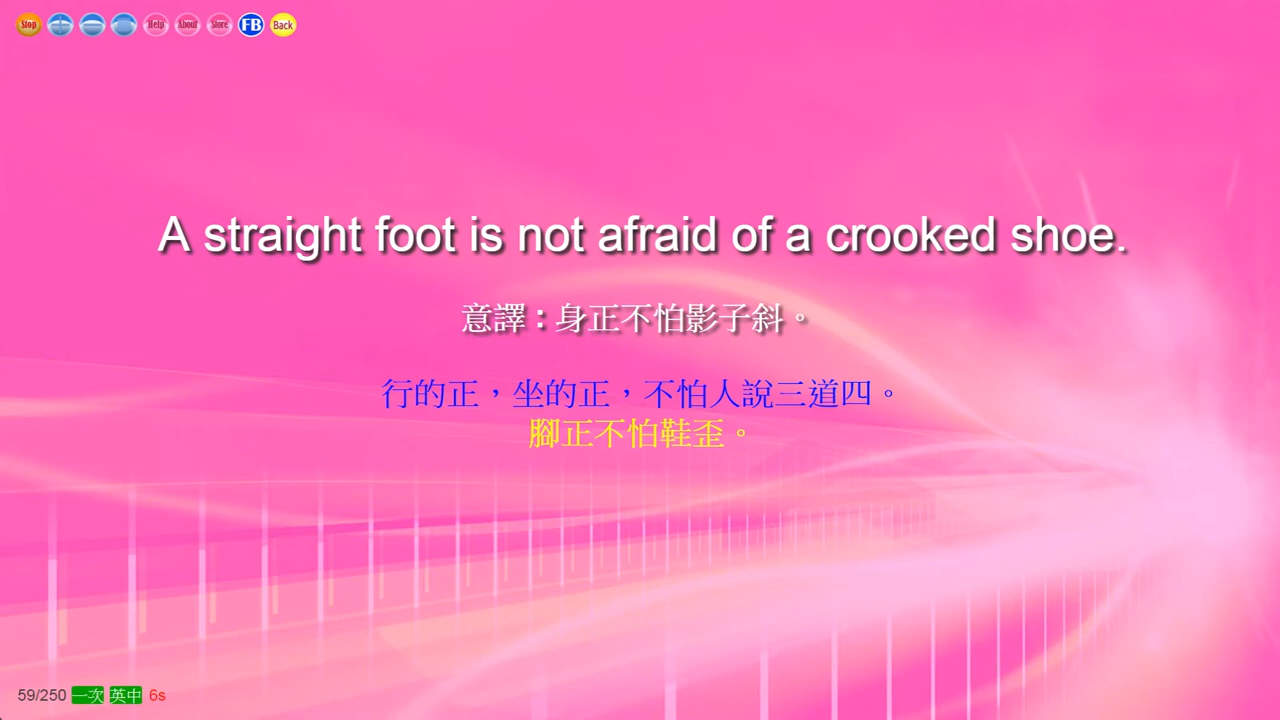 Stop Help About Store FB Back
A straight foot is not afraid of a crooked shoe.
意譯：身正不怕影子斜。
行的正，坐的正，不怕人說三道四。
腳正不怕鞋歪。
59/250 一次 英中 6s